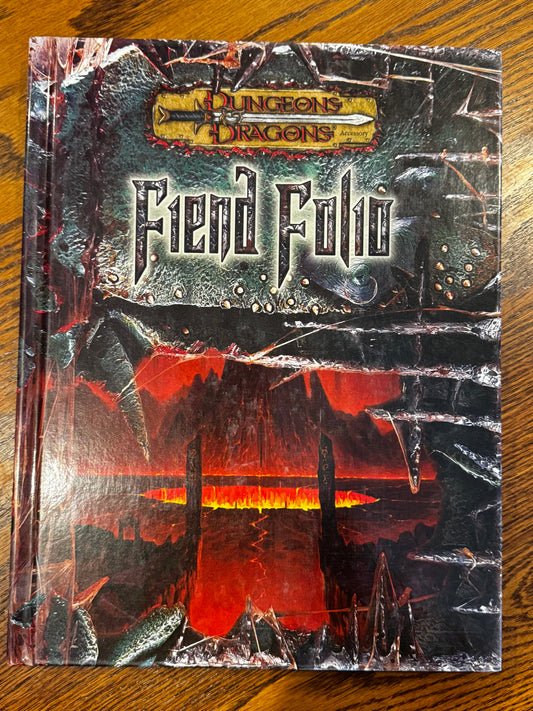 DUNGEONS
&
DRAGONS
Accessory
Fiend Folio